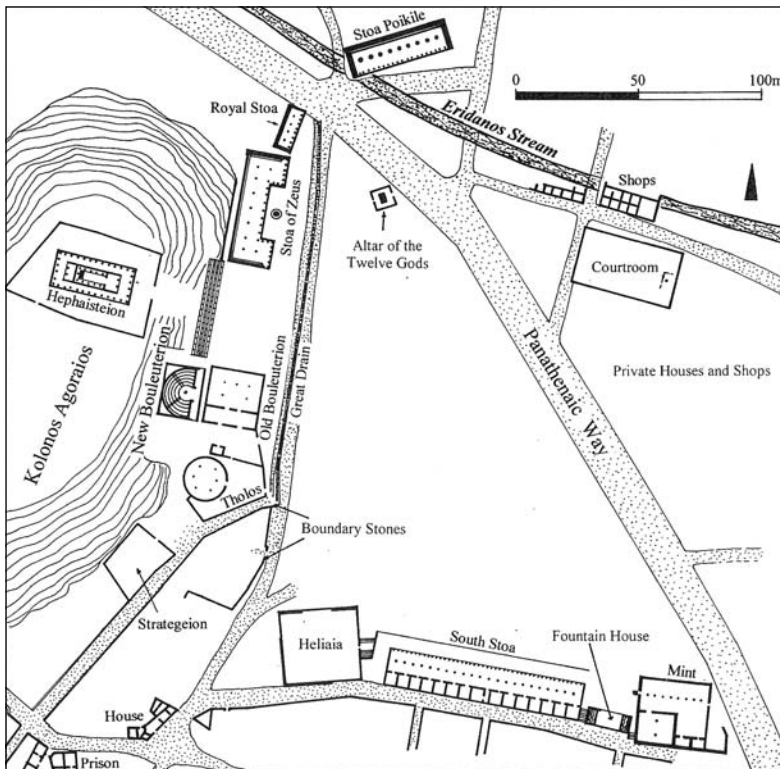 Stoa Poikile
0 50 100m
Royal Stoa
Eridanos Stream
Stoa of Zeus
Shops
Altar of the
Twelve Gods
Courtroom
Hephaisteion
Panathenaic Way
Private Houses and Shops
Kolonos Agoraios
New Bouleuterion
Old Bouleuterion
Great Drain
Tholos
Boundary Stones
Strategeion
Heliaia
South Stoa
Fountain House
Mint
House
Prison